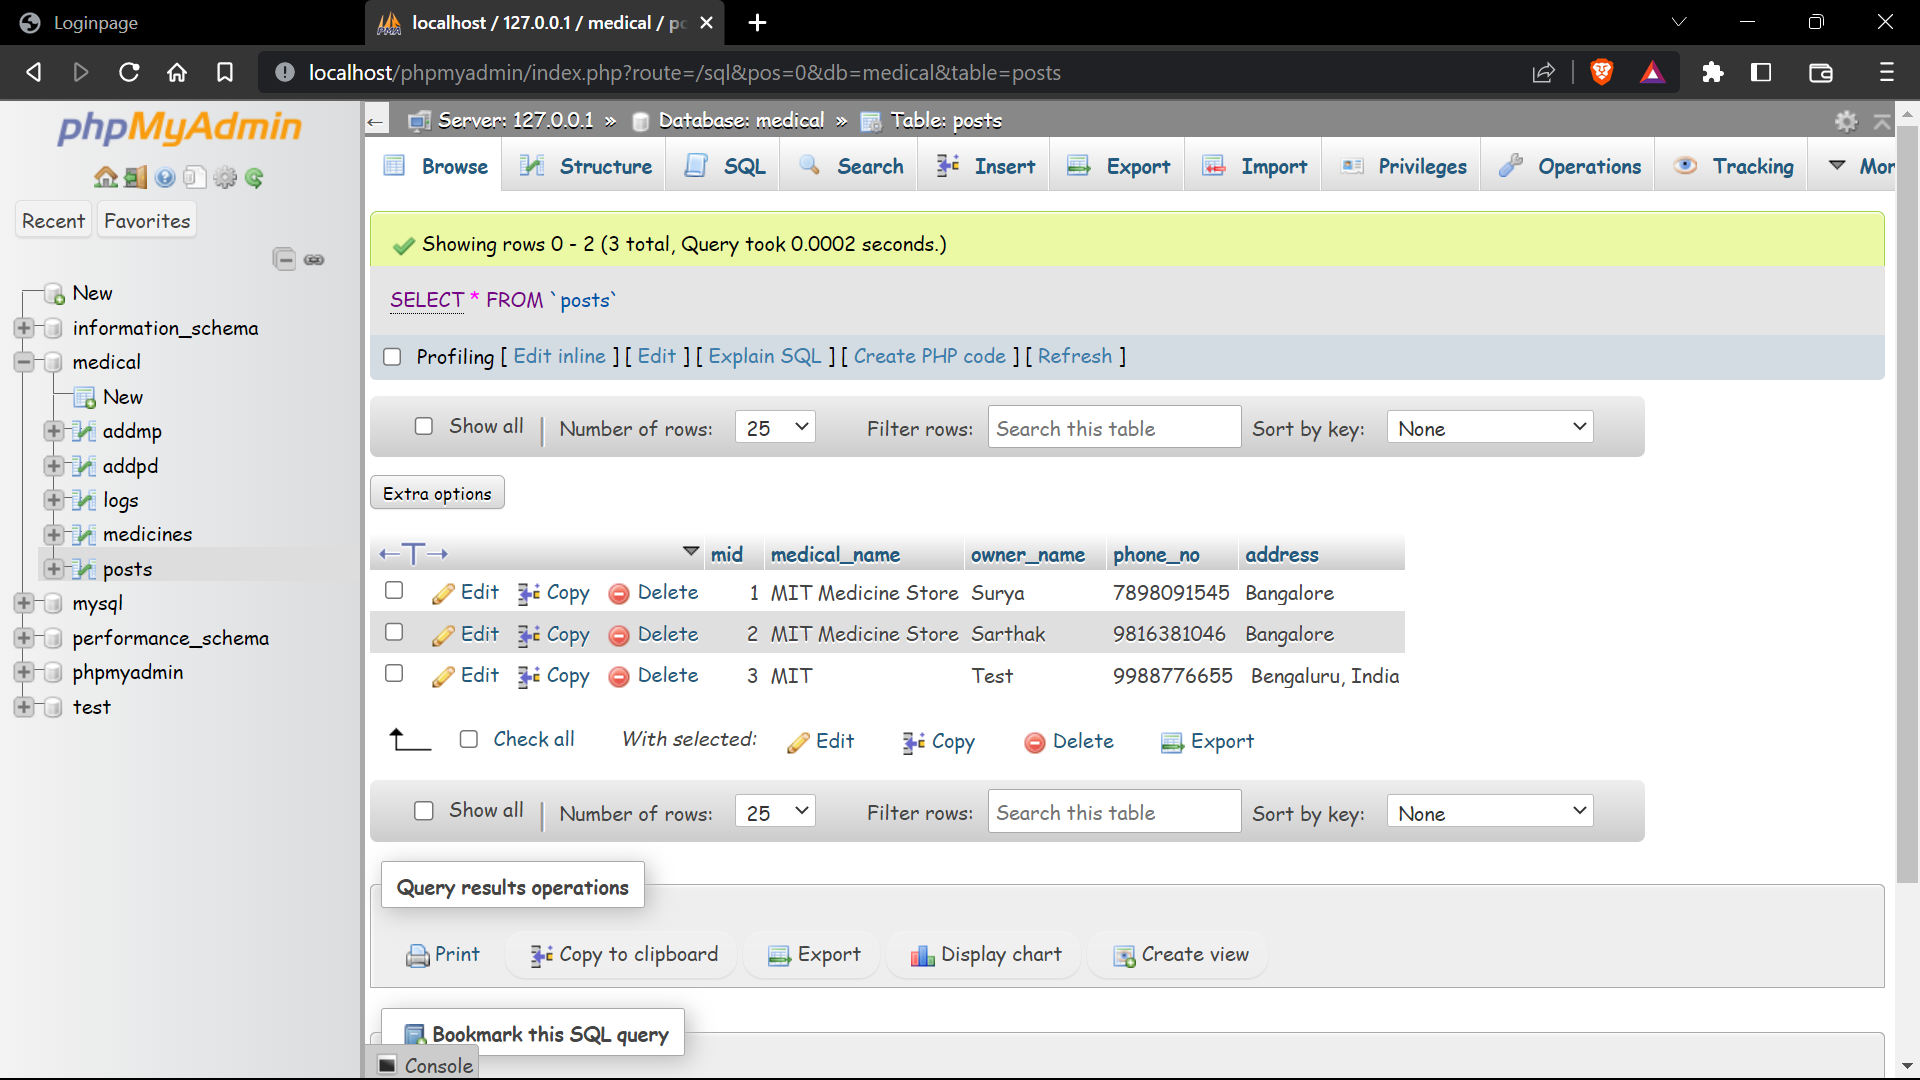 Loginpage
localhost / 127.0.0.1 / medical / po
localhost/phpmyadmin/index.php?route=/sql&pos=0&db=medical&table=posts
phpMyAdmin
Server: 127.0.0.1 » Database: medical » Table: posts
Browse Structure SQL Search Insert Export Import Privileges Operations Tracking Mor
Recent Favorites
New
information_schema
medical
New
addmp
addpd
logs
medicines
posts
mysql
performance_schema
phpmyadmin
test
Showing rows 0 - 2 (3 total, Query took 0.0002 seconds.)
SELECT * FROM `posts`
Profiling [ Edit inline ] [ Edit ] [ Explain SQL ] [ Create PHP code ] [ Refresh ]
Show all Number of rows: 25 Filter rows: Search this table Sort by key: None
Extra options
mid medical_name owner_name phone_no address
Edit Copy Delete 1 MIT Medicine Store Surya 7898091545 Bangalore
Edit Copy Delete 2 MIT Medicine Store Sarthak 9816381046 Bangalore
Edit Copy Delete 3 MIT Test 9988776655 Bengaluru, India
Check all With selected: Edit Copy Delete Export
Show all Number of rows: 25 Filter rows: Search this table Sort by key: None
Query results operations
Print Copy to clipboard Export Display chart Create view
Bookmark this SQL query
Console